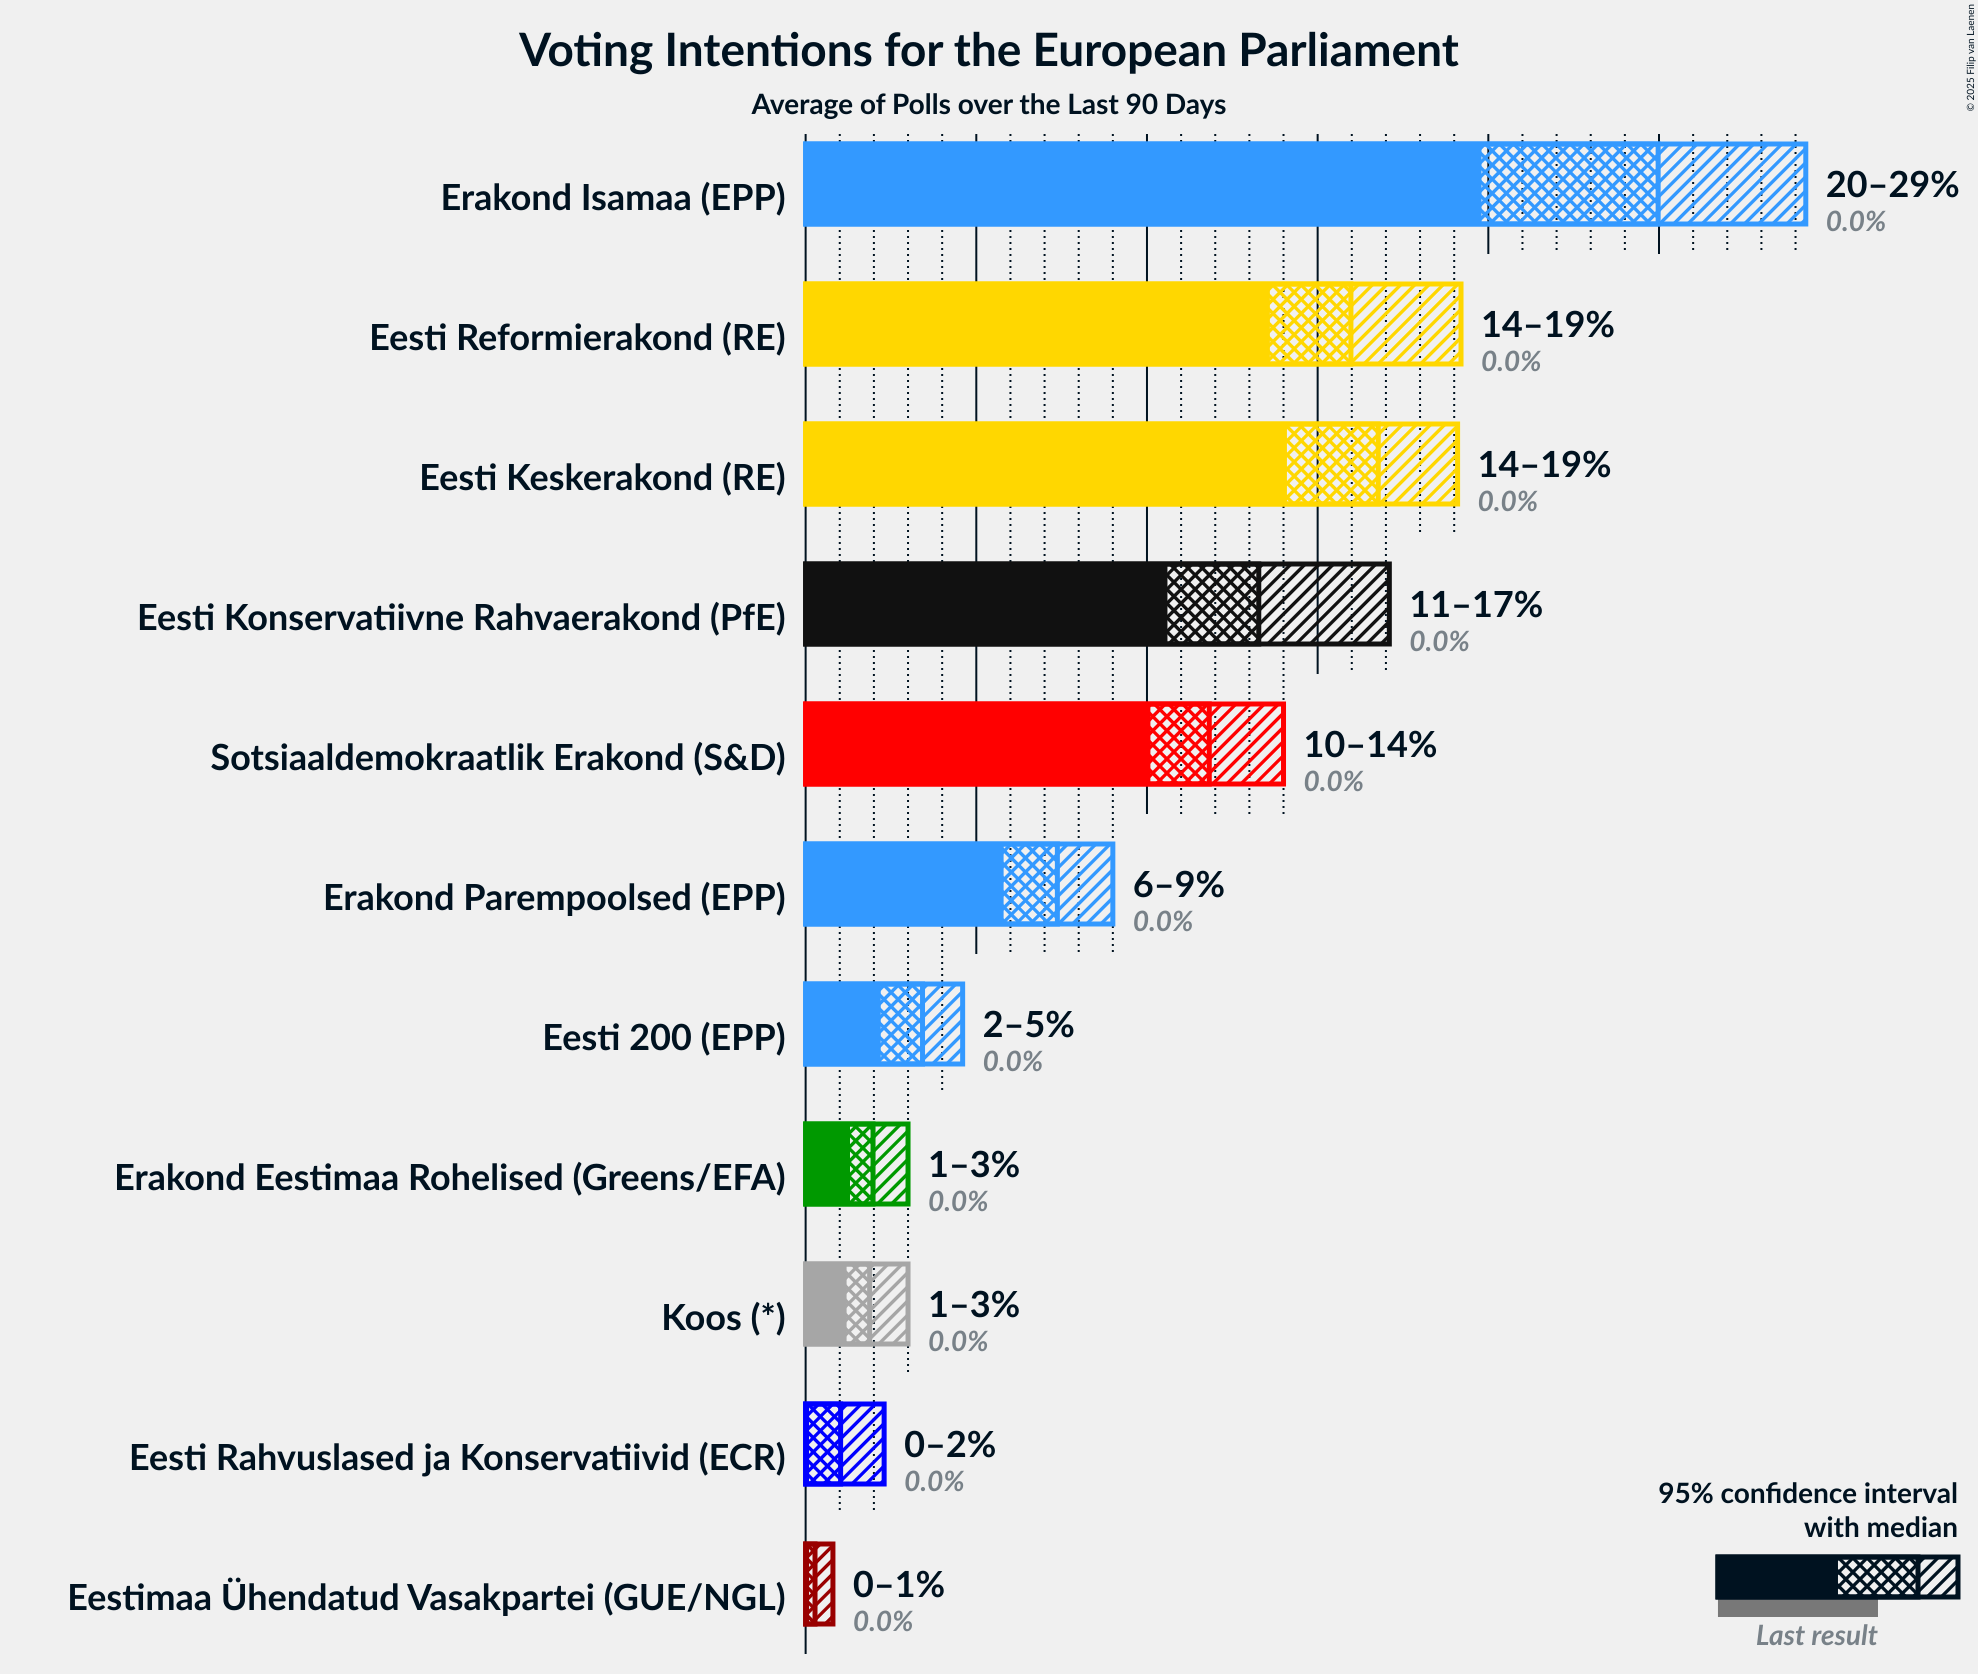 Voting Intentions for the European Parliament
Average of Polls over the Last 90 Days
© 2025 Filip van Laenen
Erakond Isamaa (EPP)
20–29%
0.0%
Eesti Reformierakond (RE)
14–19%
0.0%
Eesti Keskerakond (RE)
14–19%
0.0%
Eesti Konservatiivne Rahvaerakond (PfE)
11–17%
0.0%
Sotsiaaldemokraatlik Erakond (S&D)
10–14%
0.0%
Erakond Parempoolsed (EPP)
6–9%
0.0%
Eesti 200 (EPP)
2–5%
0.0%
Erakond Eestimaa Rohelised (Greens/EFA)
1–3%
0.0%
Koos (*)
1–3%
0.0%
Eesti Rahvuslased ja Konservatiivid (ECR)
0–2%
0.0%
Eestimaa Ühendatud Vasakpartei (GUE/NGL)
0–1%
0.0%
95% confidence interval
with median
Last result